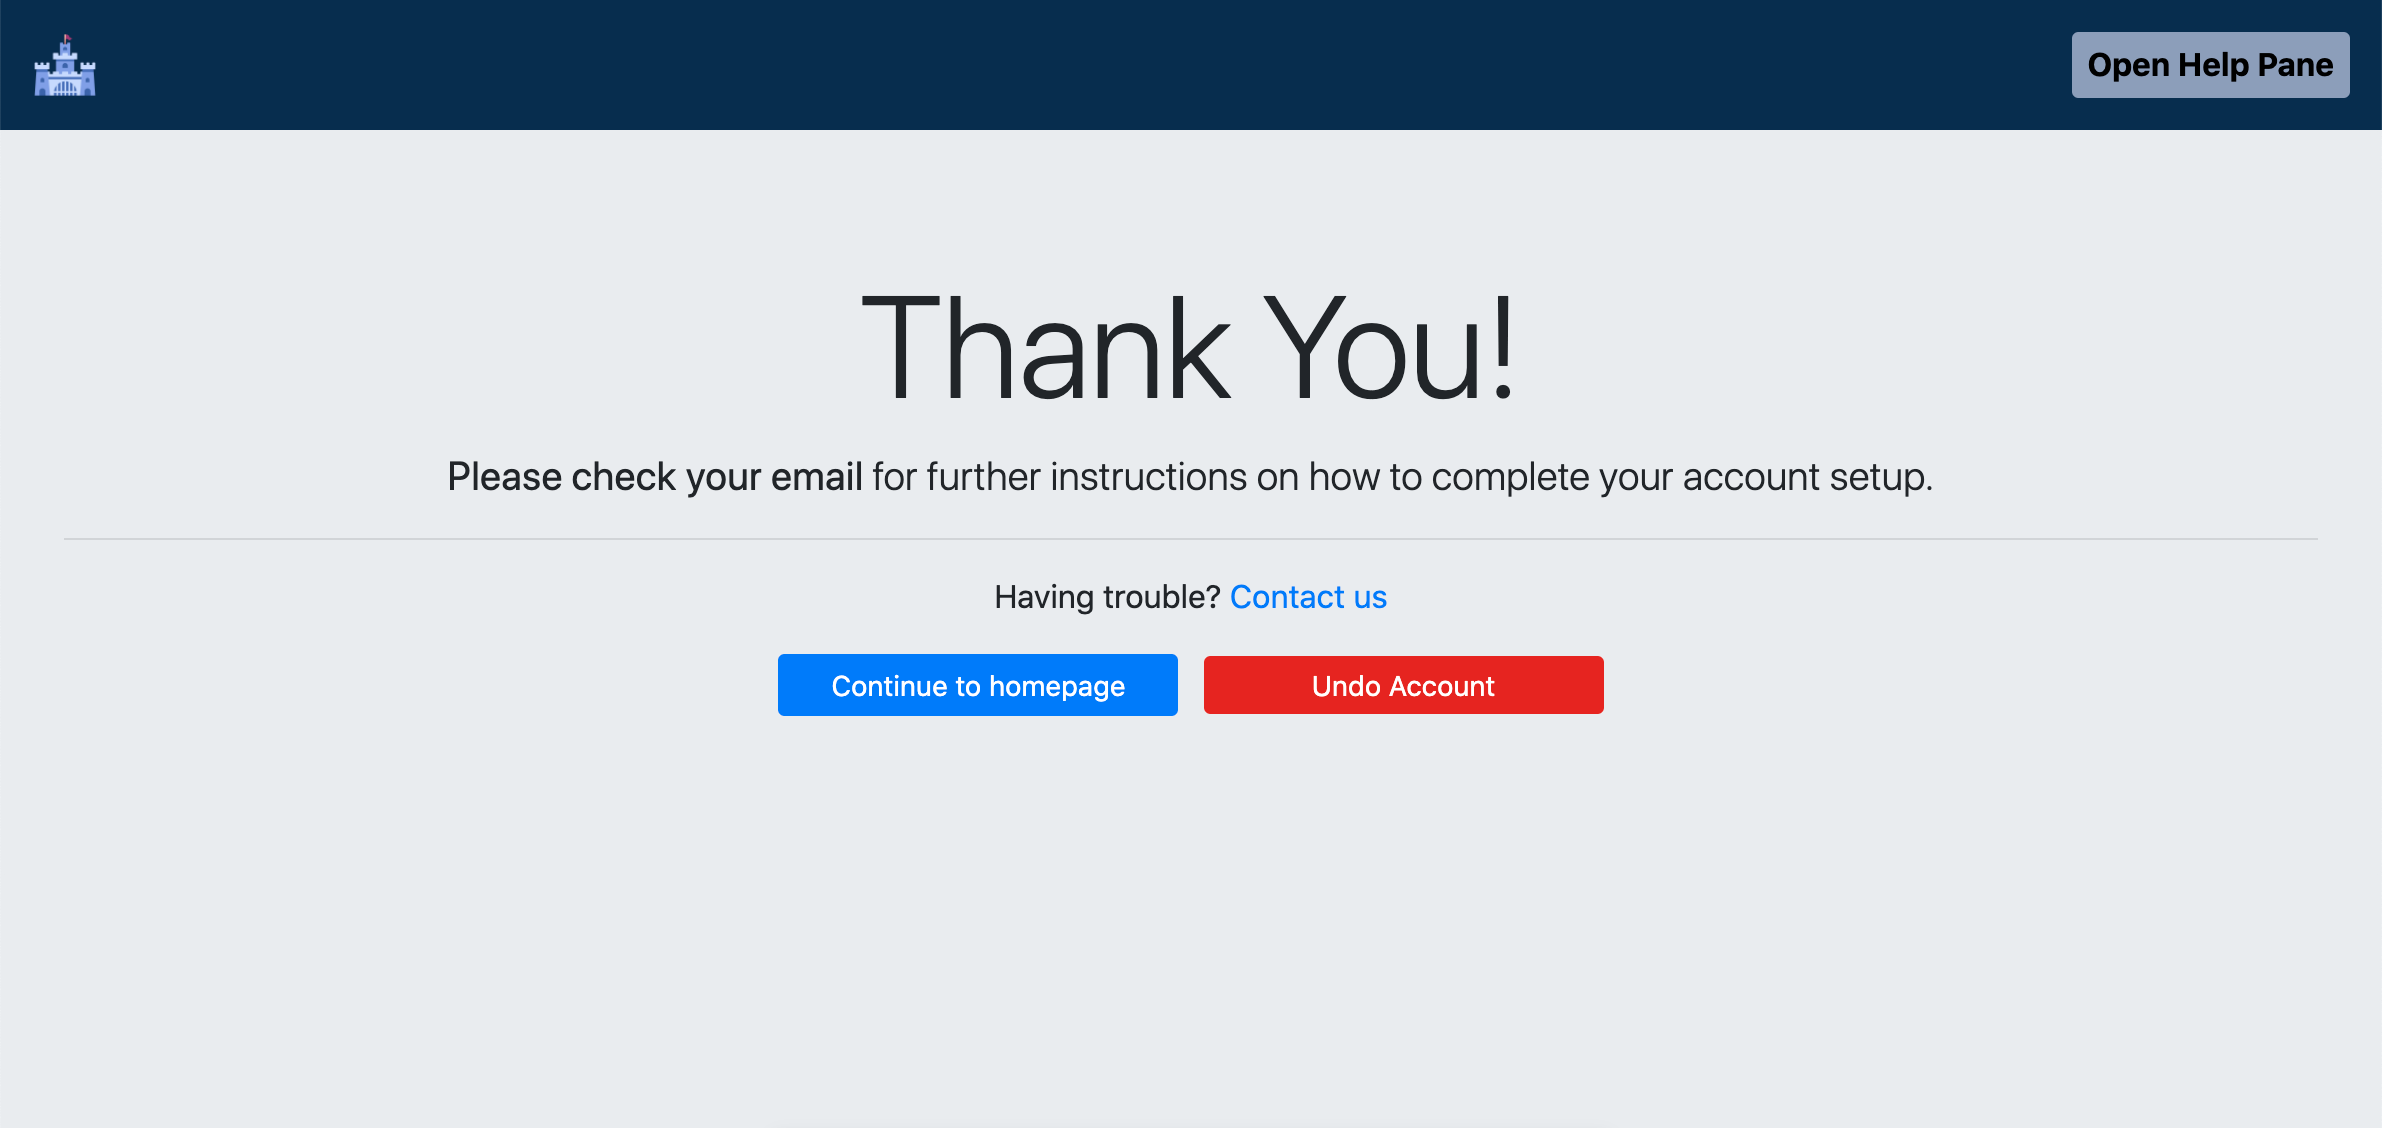 Open Help Pane
Thank You!
Please check your email for further instructions on how to complete your account setup.
Having trouble? Contact us
Continue to homepage
Undo Account